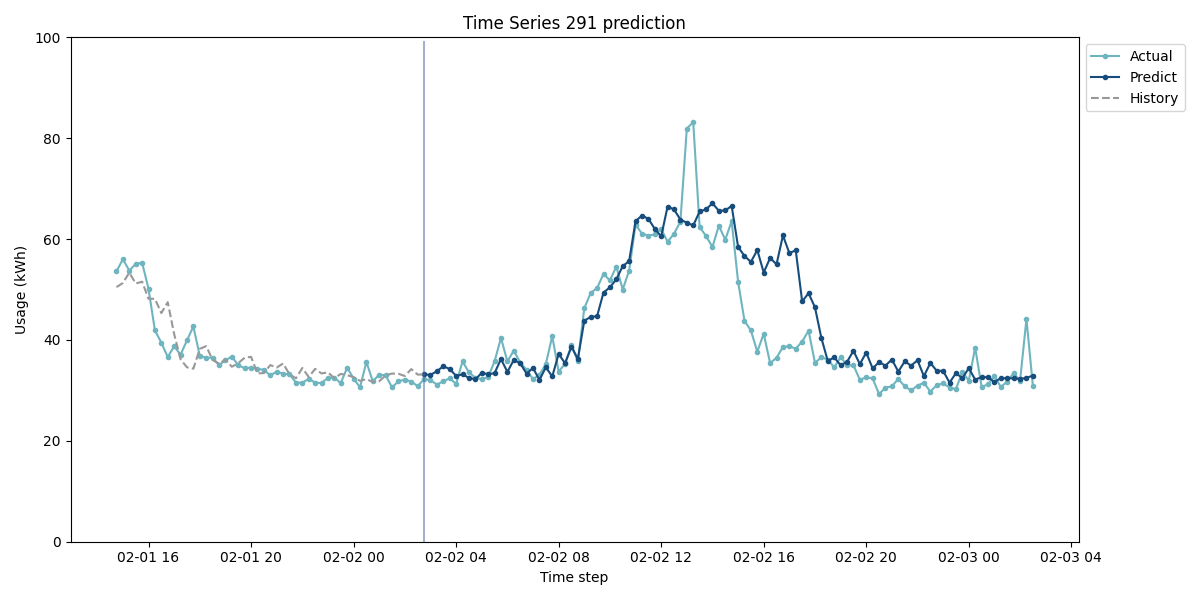 Time Series 291 prediction
Usage (kWh)
100
80
60
40
20
0
02-01 16
02-01 20
02-02 00
02-02 04
02-02 08
02-02 12
02-02 16
02-02 20
02-03 00
02-03 04
Time step
Actual
Predict
History